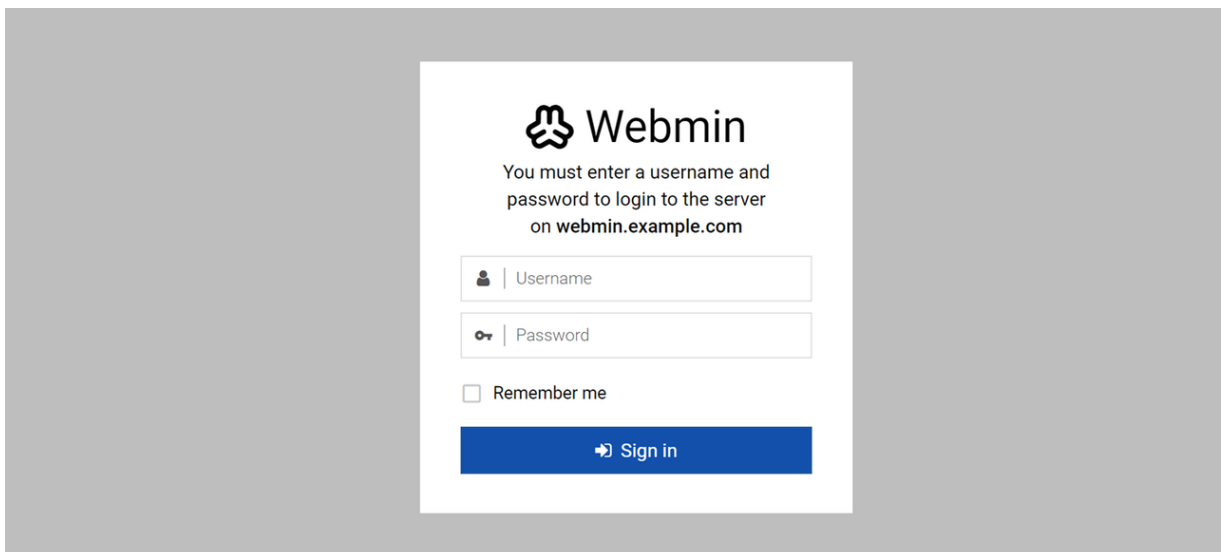 Webmin
You must enter a username and
password to login to the server
on webmin.example.com
Username
Password
Remember me
Sign in